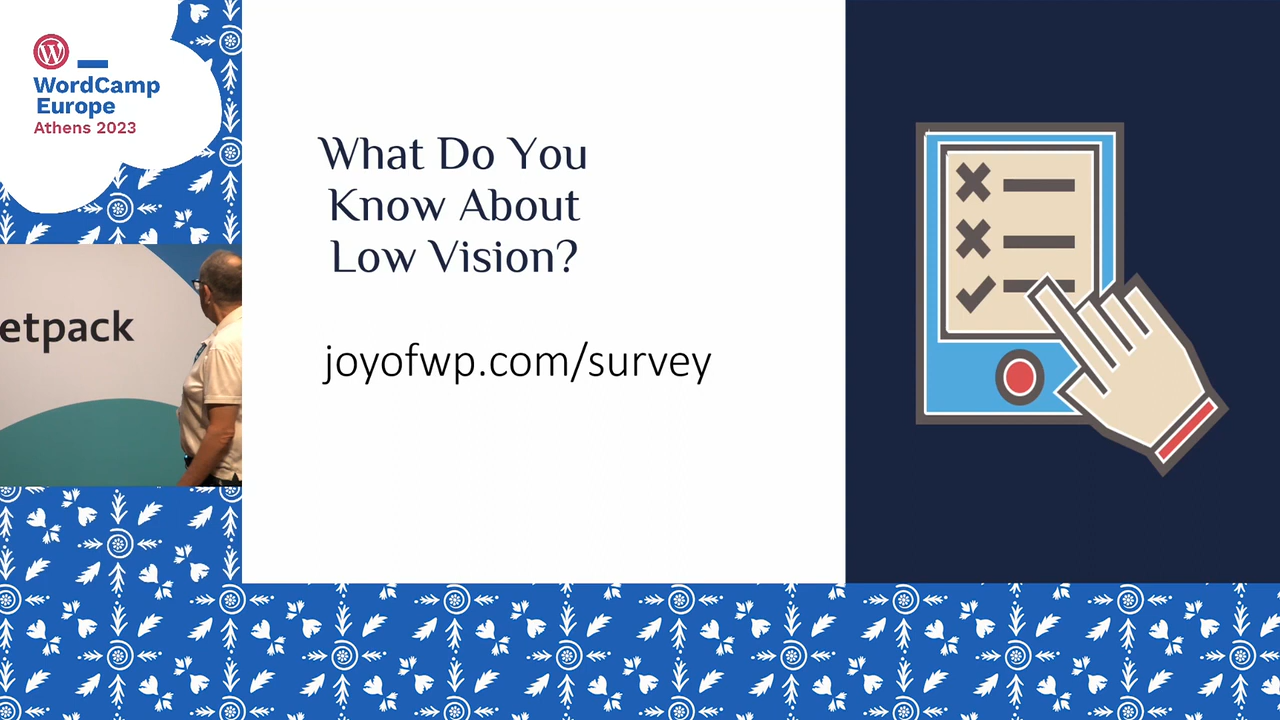 WordCamp
Europe
Athens 2023
What Do You
Know About
Low Vision?
joyofwp.com/survey
etpack